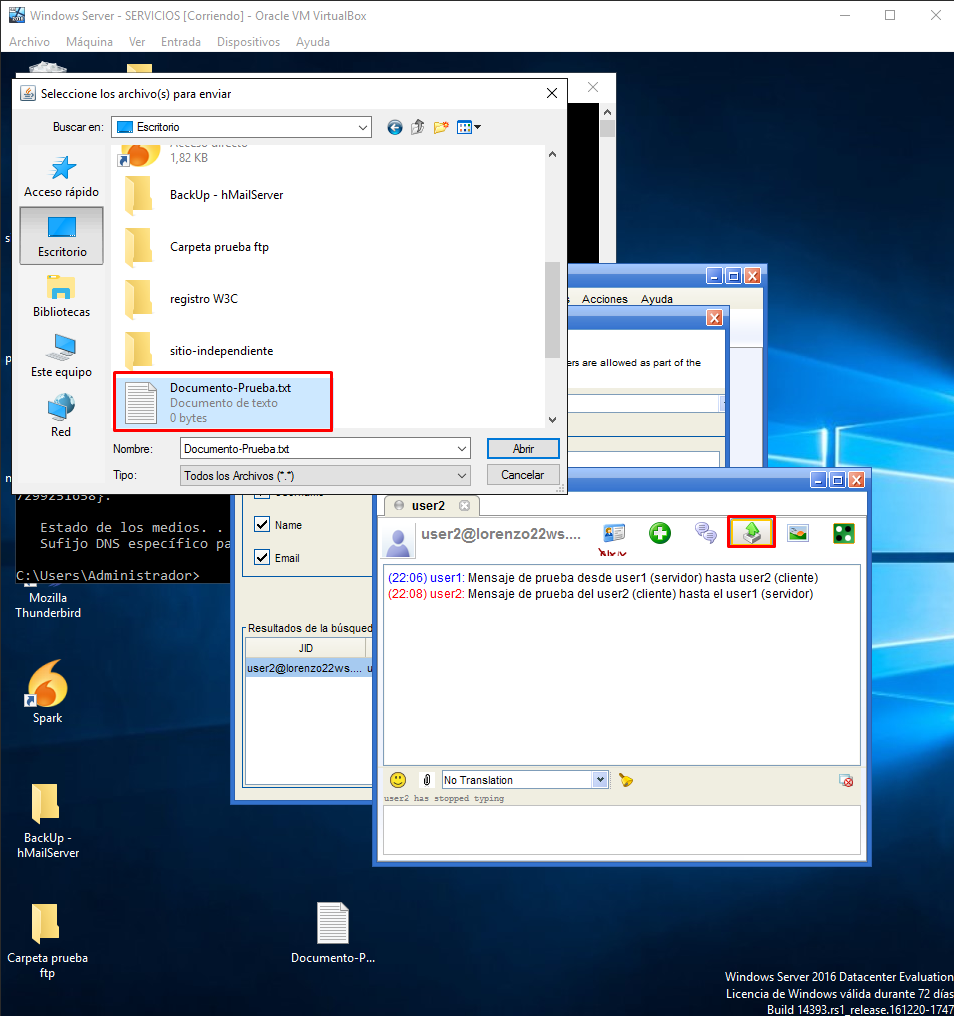 Windows Server - SERVICIOS [Corriendo] - Oracle VM VirtualBox
Archivo Máquina Ver Entrada Dispositivos Ayuda
Seleccione los archivo(s) para enviar
Buscar en: Escritorio
Acceso rápido
Escritorio
Bibliotecas
Este equipo
Red
Acceso directo
1,82 KB
BackUp - hMailServer
Carpeta prueba ftp
registro W3C
sitio-independiente
Documento-Prueba.txt
Documento de texto
0 bytes
Nombre: Documento-Prueba.txt Abrir
Tipo: Todos los Archivos (*.*) Cancelar
Acciones Ayuda
ers are allowed as part of the
7299251658}:
Estado de los medios. . .
Sufijo DNS específico pa
C:\Users\Administrador>
Username
Name
Email
Resultados de la búsqued
JID
user2@lorenzo22ws.... u
user2
user2@lorenzo22ws....
(22:06) user1: Mensaje de prueba desde user1 (servidor) hasta user2 (cliente)
(22:08) user2: Mensaje de prueba del user2 (cliente) hasta el user1 (servidor)
No Translation
user2 has stopped typing
Mozilla
Thunderbird
Spark
BackUp -
hMailServer
Carpeta prueba
ftp
Documento-P...
Windows Server 2016 Datacenter Evaluation
Licencia de Windows válida durante 72 días
Build 14393.rs1_release.161220-1747